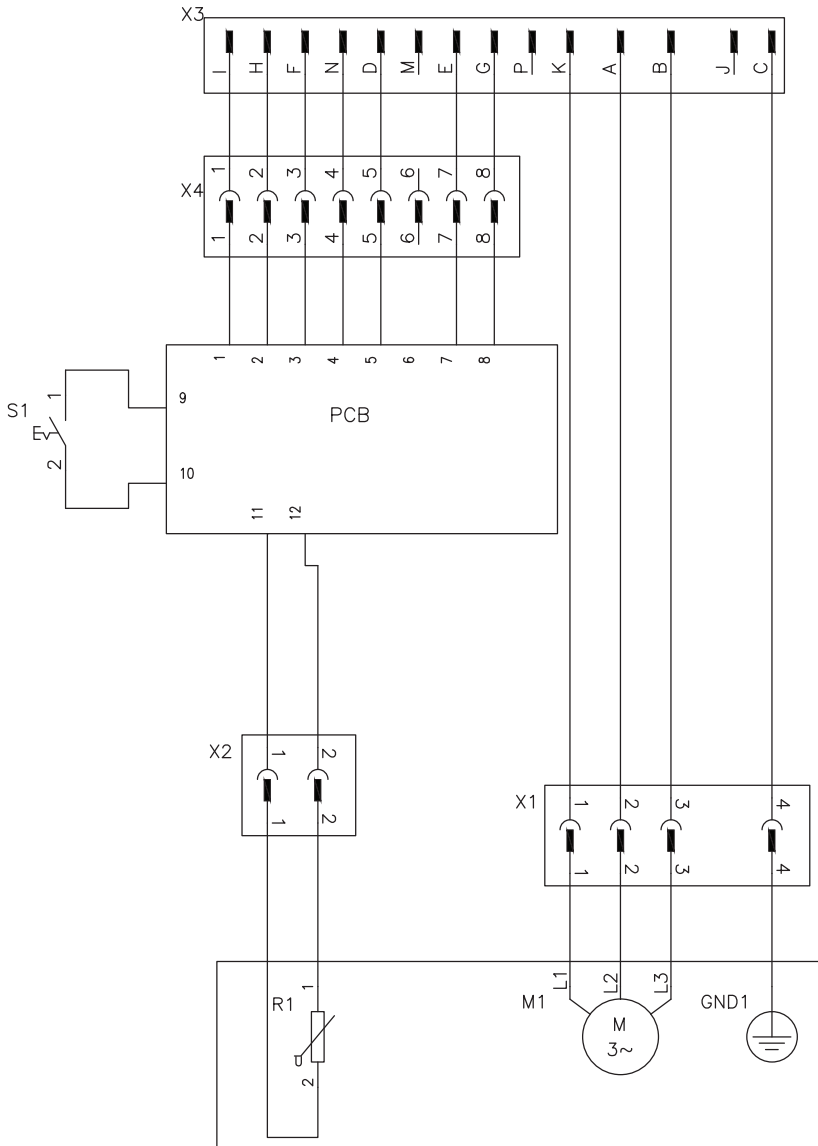 X3
I H F N D M E G P K A B J C
1 2 3 4 5 6 7 8
X4
1 2 3 4 5 6 7 8
1 2 3 4 5 6 7 8
S1
1
2
9
PCB
10
11 12
X2
1 2
1 2
X1
1 2 3 4
1 2 3 4
L1 L2 L3
R1
1
2
M1
M
3~
GND1